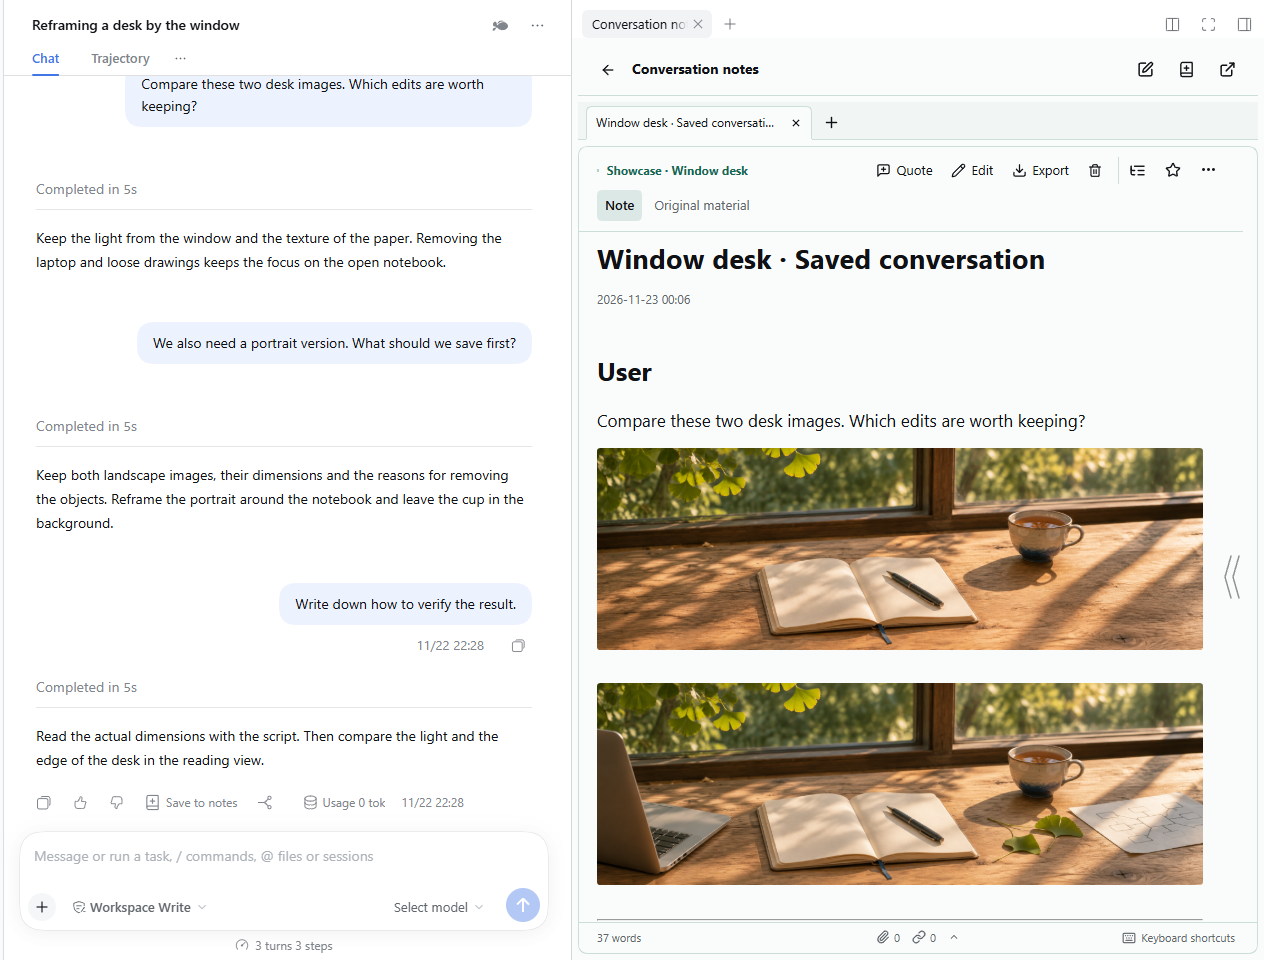 Reframing a desk by the window
Chat
Trajectory
Compare these two desk images. Which edits are worth
keeping?
Completed in 5s
Keep the light from the window and the texture of the paper. Removing the
laptop and loose drawings keeps the focus on the open notebook.
We also need a portrait version. What should we save first?
Completed in 5s
Keep both landscape images, their dimensions and the reasons for removing
the objects. Reframe the portrait around the notebook and leave the cup in the
background.
Write down how to verify the result.
11/22 22:28
Completed in 5s
Read the actual dimensions with the script. Then compare the light and the
edge of the desk in the reading view.
Save to notes
Usage 0 tok
11/22 22:28
Message or run a task, / commands, @ files or sessions
Workspace Write
Select model
3 turns 3 steps
Conversation no
Conversation notes
Window desk · Saved conversati...
Showcase · Window desk
Quote
Edit
Export
Note
Original material
Window desk · Saved conversation
2026-11-23 00:06
User
Compare these two desk images. Which edits are worth keeping?
37 words
0
0
Keyboard shortcuts